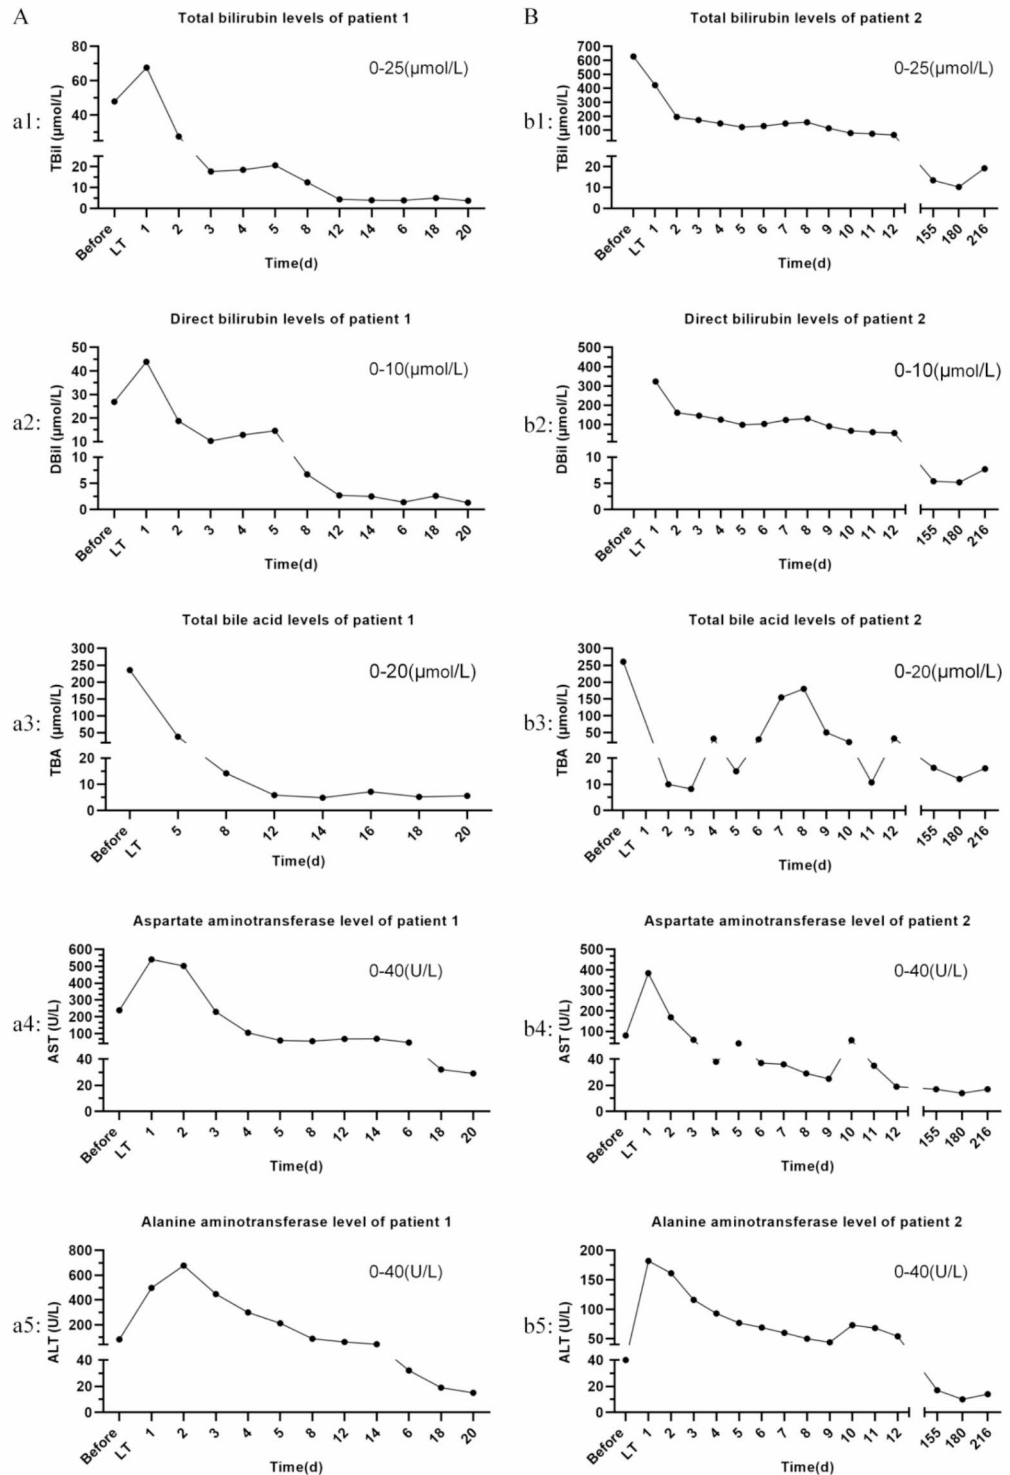 A
Total bilirubin levels of patient 1
0-25(μmol/L)
a1:
TBil (μmol/L)
80
60
40
20
10
0
Before LT 1 2 3 4 5 8 12 14 6 18 20
Time(d)
B
Total bilirubin levels of patient 2
0-25(μmol/L)
b1:
TBil (μmol/L)
700
600
500
400
300
200
100
20
10
0
Before LT 1 2 3 4 5 6 7 8 9 10 11 12 155 180 216
Time(d)
Direct bilirubin levels of patient 1
0-10(μmol/L)
a2:
DBil (μmol/L)
50
40
30
20
10
10
5
0
Before LT 1 2 3 4 5 8 12 14 6 18 20
Time(d)
Direct bilirubin levels of patient 2
0-10(μmol/L)
b2:
DBil (μmol/L)
500
400
300
200
100
10
5
0
Before LT 1 2 3 4 5 6 7 8 9 10 11 12 155 180 216
Time(d)
Total bile acid levels of patient 1
0-20(μmol/L)
a3:
TBA (μmol/L)
300
250
200
150
100
50
20
10
0
Before LT 5 8 12 14 16 18 20
Time(d)
Total bile acid levels of patient 2
0-20(μmol/L)
b3:
TBA (μmol/L)
300
250
200
150
100
50
20
10
0
Before LT 1 2 3 4 5 6 7 8 9 10 11 12 155 180 216
Time(d)
Aspartate aminotransferase level of patient 1
0-40(U/L)
a4:
AST (U/L)
600
500
400
300
200
100
40
20
0
Before LT 1 2 3 4 5 8 12 14 6 18 20
Time(d)
Aspartate aminotransferase level of patient 2
0-40(U/L)
b4:
AST (U/L)
500
400
300
200
100
40
20
0
Before LT 1 2 3 4 5 6 7 8 9 10 11 12 155 180 216
Time(d)
Alanine aminotransferase level of patient 1
0-40(U/L)
a5:
ALT (U/L)
800
600
400
200
40
20
0
Before LT 1 2 3 4 5 8 12 14 6 18 20
Time(d)
Alanine aminotransferase level of patient 2
0-40(U/L)
b5:
ALT (U/L)
200
150
100
50
40
20
0
Before LT 1 2 3 4 5 6 7 8 9 10 11 12 155 180 216
Time(d)